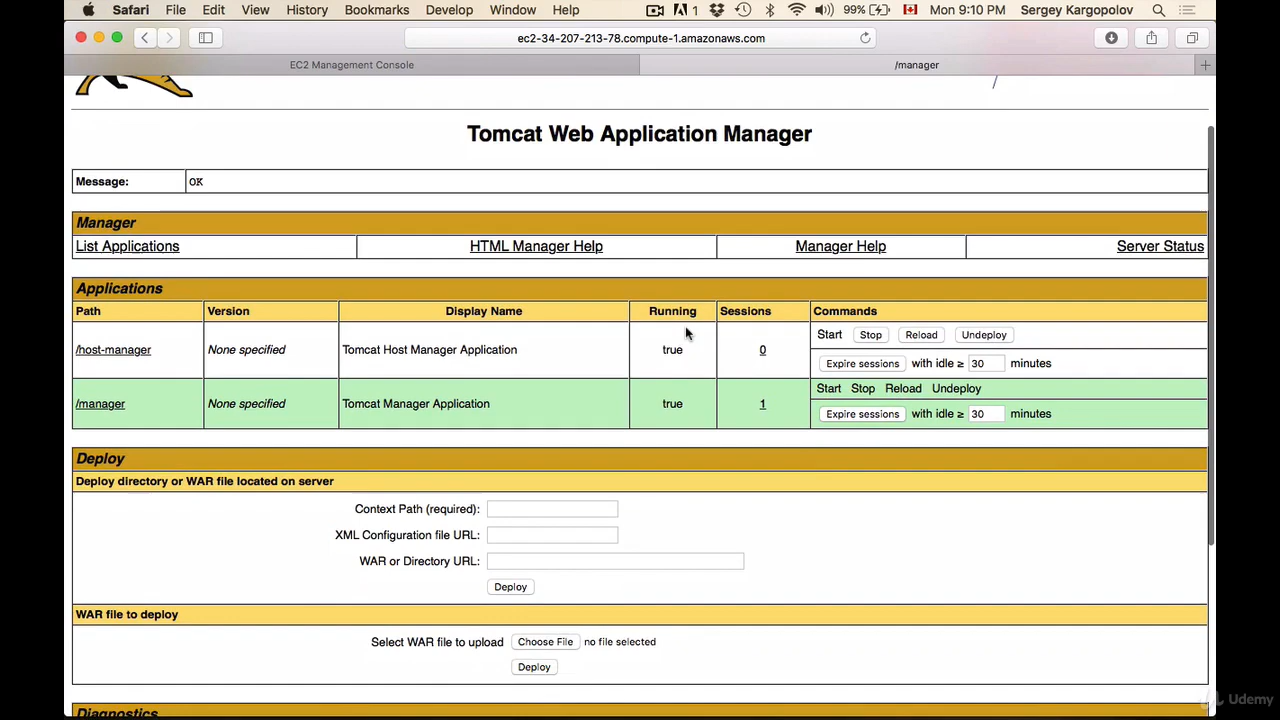 Safari File Edit View History Bookmarks Develop Window Help 1 99% Mon 9:10 PM Sergey Kargopolov
ec2-34-207-213-78.compute-1.amazonaws.com
EC2 Management Console /manager
Tomcat Web Application Manager
Message: OK
Manager
List Applications HTML Manager Help Manager Help Server Status
Applications
Path Version Display Name Running Sessions Commands
/host-manager None specified Tomcat Host Manager Application true 0 Start Stop Reload Undeploy
Expire sessions with idle ≥ 30 minutes
/manager None specified Tomcat Manager Application true 1 Start Stop Reload Undeploy
Expire sessions with idle ≥ 30 minutes
Deploy
Deploy directory or WAR file located on server
Context Path (required):
XML Configuration file URL:
WAR or Directory URL:
Deploy
WAR file to deploy
Select WAR file to upload Choose File no file selected
Deploy
Diagnostics
Udemy